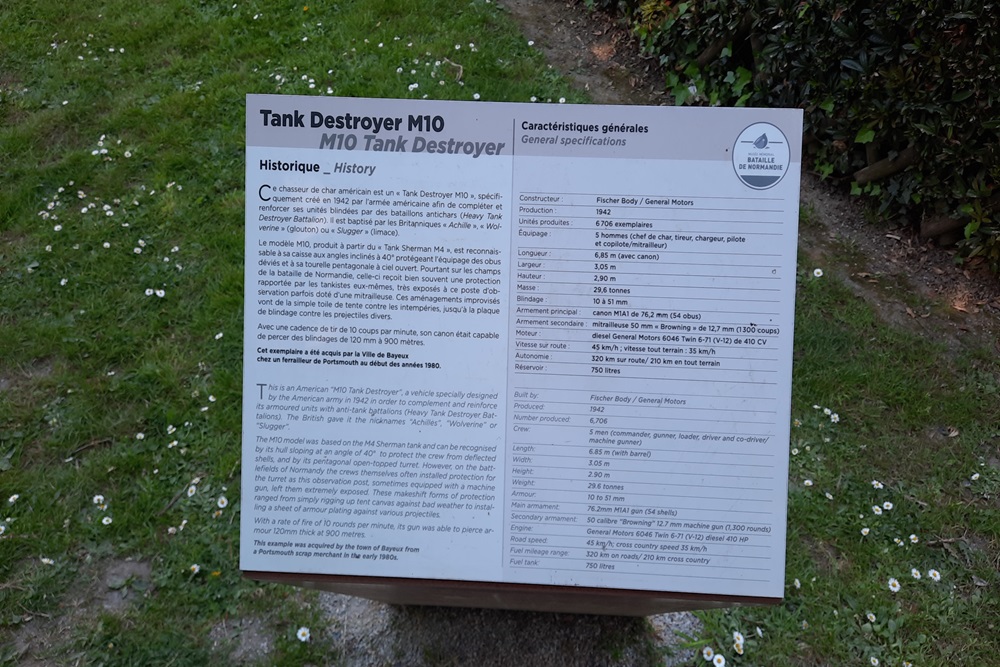 Tank Destroyer M10
M10 Tank Destroyer
Historique _ History
Ce chasseur de char américain est un « Tank Destroyer M10 », spécifi-
quement créé en 1942 par l'armée américaine afin de compléter et
renforcer ses unités blindées par des bataillons antichars (Heavy Tank
Destroyer Battalion). Il est baptisé par les Britanniques « Achille », « Wol-
verine » (glouton) ou « Slugger » (limace).
Le modèle M10, produit à partir du « Tank Sherman M4 », est reconnais-
sable à sa caisse aux angles inclinés à 40° protégeant l'équipage des obus
déviés et à sa tourelle pentagonale à ciel ouvert. Pourtant sur les champs
de la bataille de Normandie, celle-ci reçoit bien souvent une protection
rapportée par les tankistes eux-mêmes, très exposés à ce poste d'ob-
servation parfois doté d'une mitrailleuse. Ces aménagements improvisés
vont de la simple toile de tente contre les intempéries, jusqu'à la plaque
de blindage contre les projectiles divers.
Avec une cadence de tir de 10 coups par minute, son canon était capable
de percer des blindages de 120 mm à 900 mètres.
Cet exemplaire a été acquis par la Ville de Bayeux
chez un ferrailleur de Portsmouth au début des années 1980.
This is an American "M10 Tank Destroyer", a vehicle specially designed
by the American army in 1942 in order to complement and reinforce
its armoured units with anti-tank battalions (Heavy Tank Destroyer Bat-
talions). The British gave it the nicknames "Achilles", "Wolverine" or
"Slugger".
The M10 model was based on the M4 Sherman tank and can be recognised
by its hull sloping at an angle of 40° to protect the crew from deflected
shells, and by its pentagonal open-topped turret. However, on the batt-
lefields of Normandy the crews themselves often installed protection for
the turret as this observation post, sometimes equipped with a machine
gun, left them extremely exposed. These makeshift forms of protection
ranged from simply rigging up tent canvas against bad weather to instal-
ling a sheet of armour plating against various projectiles.
With a rate of fire of 10 rounds per minute, its gun was able to pierce ar-
mour 120mm thick at 900 metres.
This example was acquired by the town of Bayeux from
a Portsmouth scrap merchant in the early 1980s.
Caractéristiques générales
General specifications
BATAILLE
DE NORMANDIE
Constructeur : Fischer Body / General Motors
Production : 1942
Unités produites : 6 706 exemplaires
Équipage : 5 hommes (chef de char, tireur, chargeur, pilote
et copilote/mitrailleur)
Longueur : 6,85 m (avec canon)
Largeur : 3,05 m
Hauteur : 2,90 m
Masse : 29,6 tonnes
Blindage : 10 à 51 mm
Armement principal : canon M1A1 de 76,2 mm (54 obus)
Armement secondaire : mitrailleuse 50 mm « Browning » de 12,7 mm (1 300 coups)
Moteur : diesel General Motors 6046 Twin 6-71 (V-12) de 410 CV
Vitesse sur route : 45 km/h ; vitesse tout terrain : 35 km/h
Autonomie : 320 km sur route/ 210 km en tout terrain
Réservoir : 750 litres
Built by: Fischer Body / General Motors
Produced: 1942
Number produced: 6,706
Crew: 5 men (commander, gunner, loader, driver and co-driver/
machine gunner)
Length: 6.85 m (with barrel)
Width: 3.05 m
Height: 2.90 m
Weight: 29.6 tonnes
Armour: 10 to 51 mm
Main armament: 76.2mm M1A1 gun (54 shells)
Secondary armament: 50 calibre "Browning" 12.7 mm machine gun (1,300 rounds)
Engine: General Motors 6046 Twin 6-71 (V-12) diesel 410 HP
Road speed: 45 km/h; cross country speed 35 km/h
Fuel mileage range: 320 km on roads/ 210 km cross country
Fuel tank: 750 litres